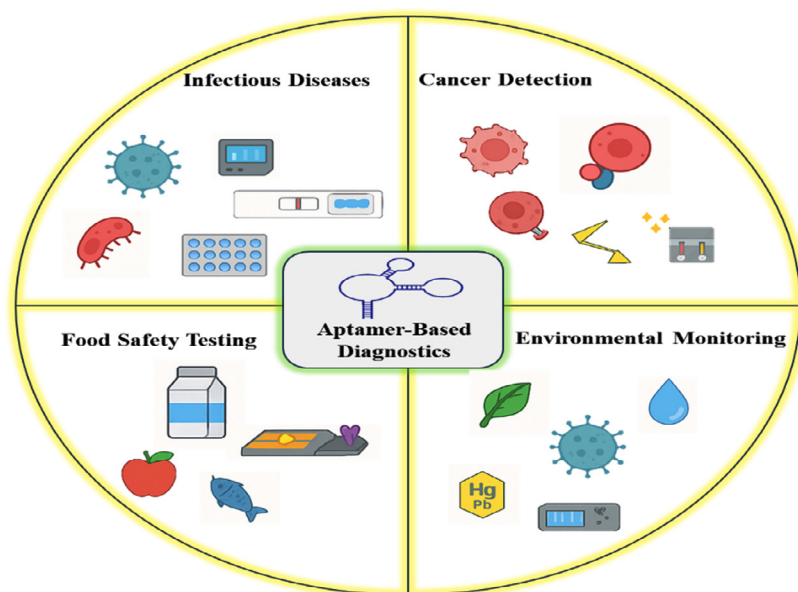 Infectious Diseases
Cancer Detection
Aptamer-Based
Diagnostics
Food Safety Testing
Environmental Monitoring
Hg
Pb